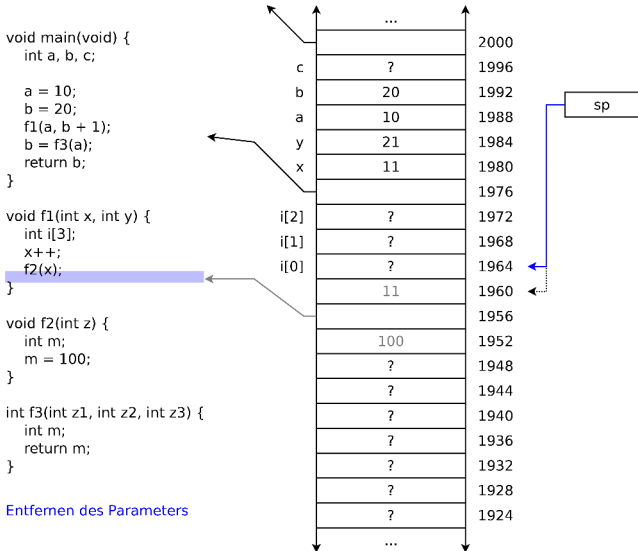 void main(void) {
int a, b, c;
a = 10;
b = 20;
f1(a, b + 1);
b = f3(a);
return b;
}
void f1(int x, int y) {
int i[3];
x++;
f2(x);
}
void f2(int z) {
int m;
m = 100;
}
int f3(int z1, int z2, int z3) {
int m;
return m;
}
Entfernen des Parameters
...
2000
c ? 1996
b 20 1992
a 10 1988
y 21 1984
x 11 1980
1976
i[2] ? 1972
i[1] ? 1968
i[0] ? 1964
11 1960
1956
100 1952
? 1948
? 1944
? 1940
? 1936
? 1932
? 1928
? 1924
...
sp